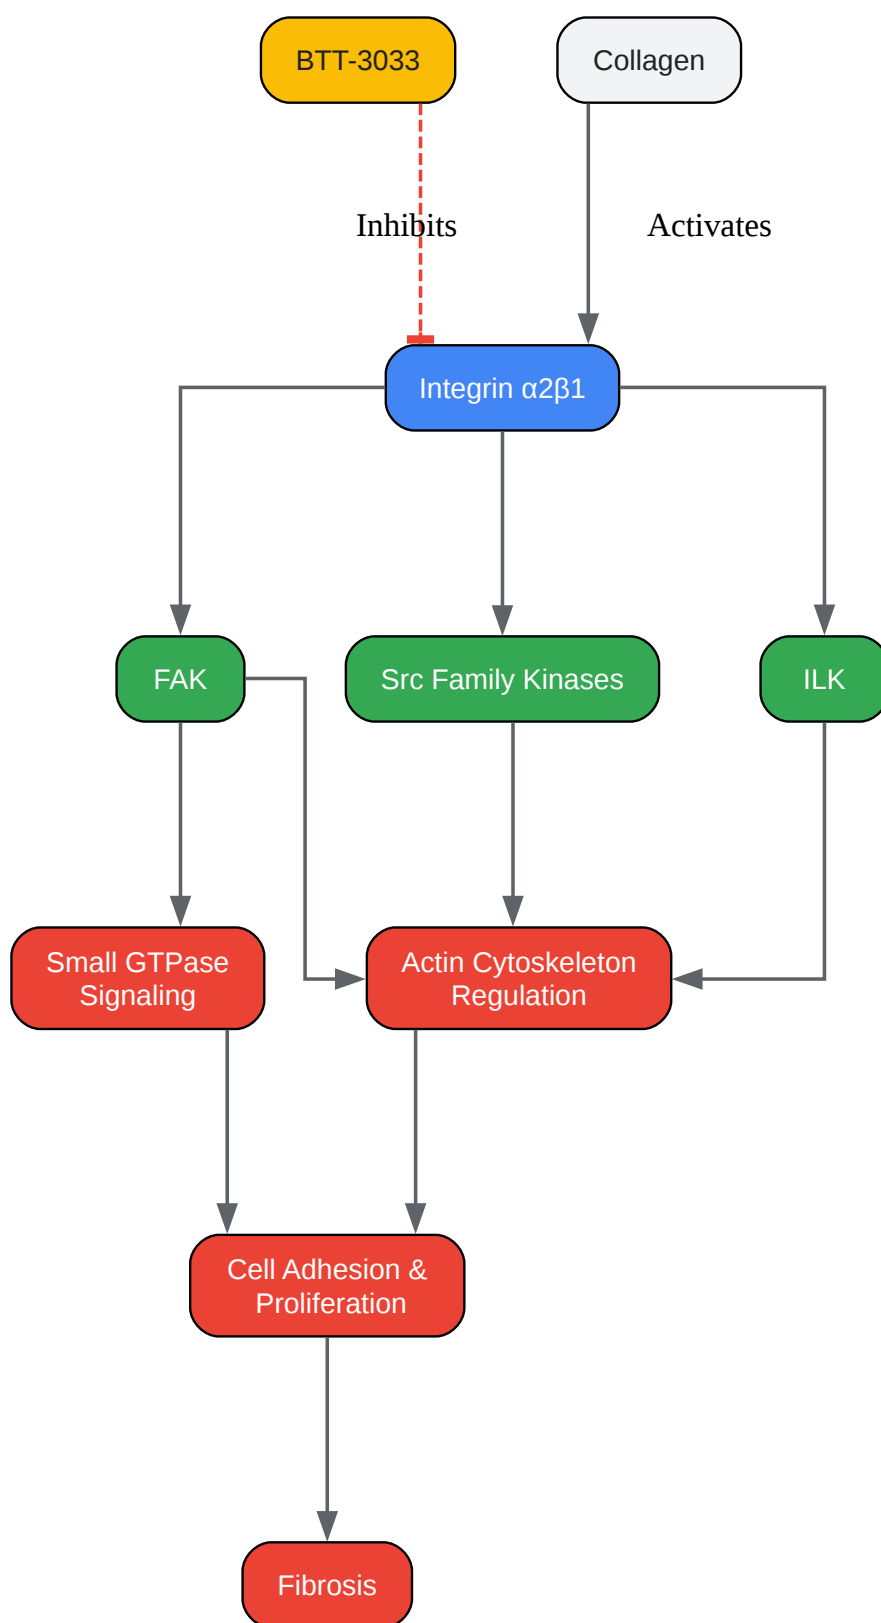 BTT-3033
Collagen
Inhibits
Activates
Integrin α2β1
FAK
Src Family Kinases
ILK
Small GTPase
Signaling
Actin Cytoskeleton
Regulation
Cell Adhesion &
Proliferation
Fibrosis